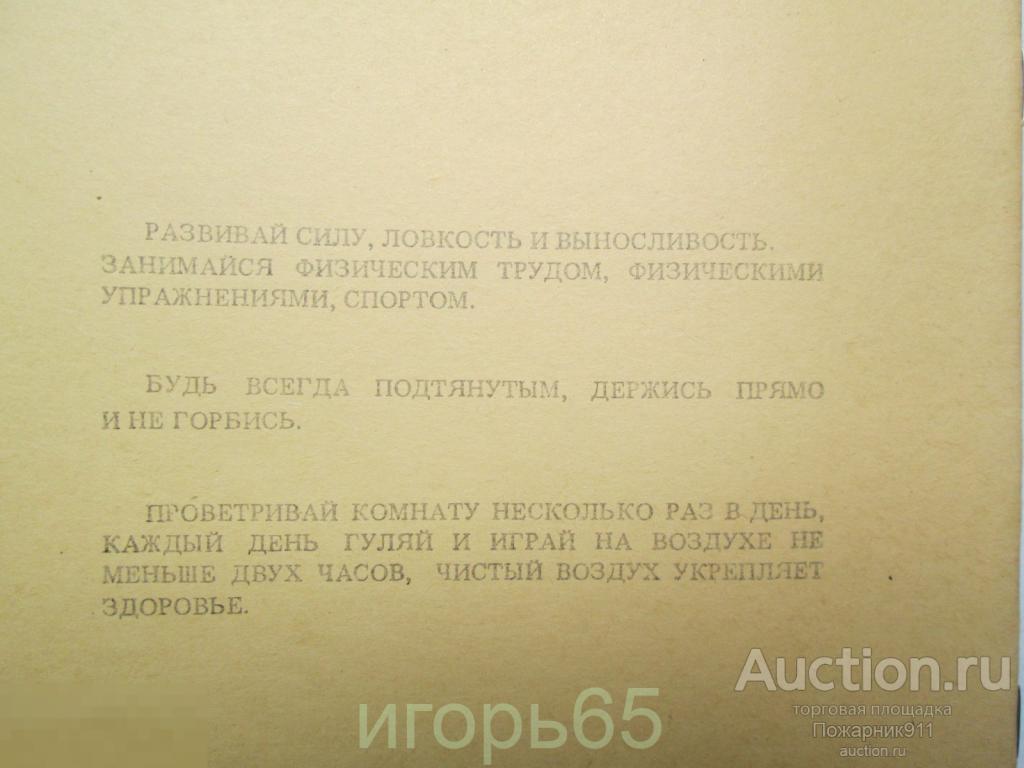 РАЗВИВАЙ СИЛУ, ЛОВКОСТЬ И ВЫНОСЛИВОСТЬ.
ЗАНИМАЙСЯ ФИЗИЧЕСКИМ ТРУДОМ, ФИЗИЧЕСКИМИ
УПРАЖНЕНИЯМИ, СПОРТОМ.
БУДЬ ВСЕГДА ПОДТЯНУТЫМ, ДЕРЖИСЬ ПРЯМО
И НЕ ГОРБИСЬ.
ПРОВЕТРИВАЙ КОМНАТУ НЕСКОЛЬКО РАЗ В ДЕНЬ,
КАЖДЫЙ ДЕНЬ ГУЛЯЙ И ИГРАЙ НА ВОЗДУХЕ НЕ
МЕНЬШЕ ДВУХ ЧАСОВ, ЧИСТЫЙ ВОЗДУХ УКРЕПЛЯЕТ
ЗДОРОВЬЕ.
Auction.ru
торговая площадка
Пожарник911
auction.ru
игорь65